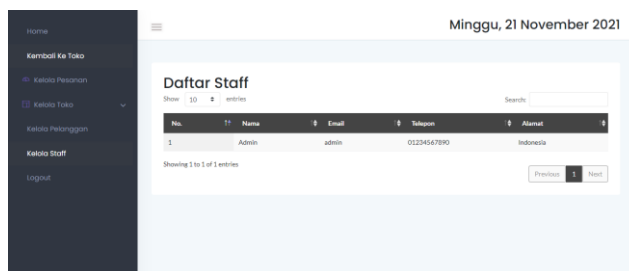 Home
Kembali Ke Toko
Kelola Pesanan
Kelola Toko
Kelola Pelanggan
Kelola Staff
Logout
Minggu, 21 November 2021
Daftar Staff
Show 10 entries
Search:
No. Nama Email Telepon Alamat
1 Admin admin 01234567890 Indonesia
Showing 1 to 1 of 1 entries
Previous 1 Next